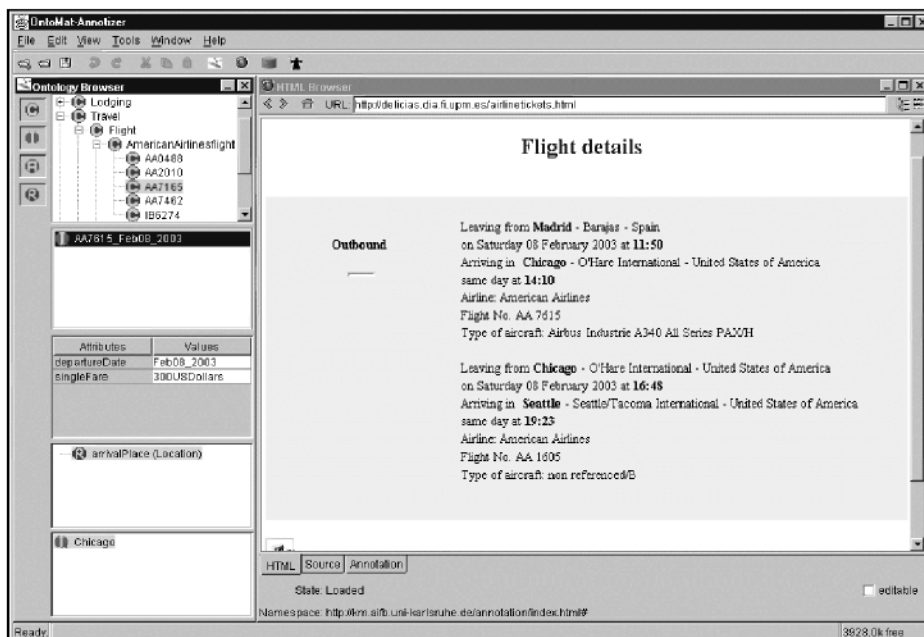 OntoMat-Annotizer
File Edit View Tools Window Help
Ontology Browser
Lodging
Travel
Flight
AmericanAirlinesflight
AA0488
AA2010
AA7165
AA7462
IB6274
AA7615_Feb08_2003
Attributes Values
departureDate Feb08_2003
singleFare 300USDollars
arrivalPlace (Location)
Chicago
HTML Browser
URL: http://delicias.dia.fi.upm.es/airlinetickets.html
Flight details
Outbound
Leaving from Madrid - Barajas - Spain
on Saturday 08 February 2003 at 11:50
Arriving in Chicago - O'Hare International - United States of America
same day at 14:10
Airline: American Airlines
Flight No. AA 7615
Type of aircraft: Airbus Industrie A340 All Series PAX/H
Leaving from Chicago - O'Hare International - United States of America
on Saturday 08 February 2003 at 16:48
Arriving in Seattle - Seattle/Tacoma International - United States of America
same day at 19:23
Airline: American Airlines
Flight No. AA 1605
Type of aircraft: non referenced/B
HTML Source Annotation
State: Loaded
editable
Namespace: http://km.aifb.uni-karlsruhe.de/annotation/index.html#
Ready. 3928.0k free